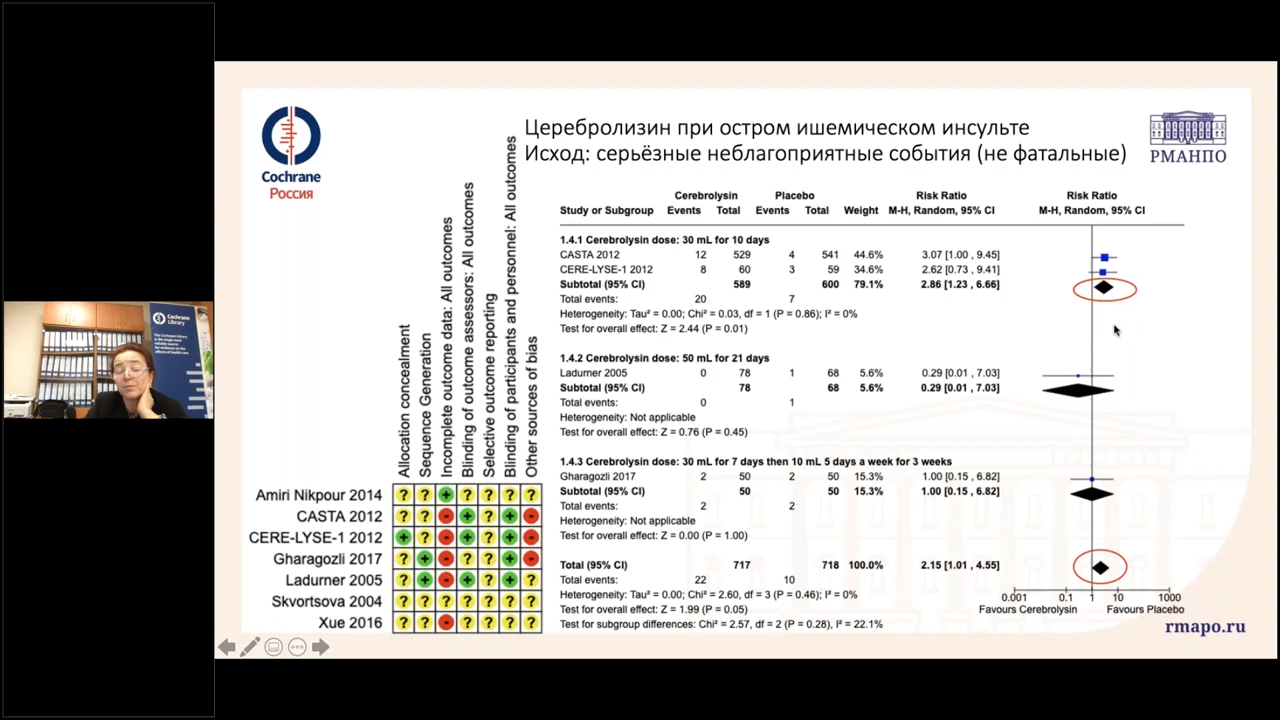 Cochrane
Россия
Церебролизин при остром ишемическом инсульте
Исход: серьёзные неблагоприятные события (не фатальные)
РМАНПО
Cochrane
Library
Allocation concealment
Sequence Generation
Incomplete outcome data: All outcomes
Blinding of outcome assessors: All outcomes
Selective outcome reporting
Blinding of participants and personnel: All outcomes
Other sources of bias
Amiri Nikpour 2014 ? ? + ? ? ? ?
CASTA 2012 ? ? - + ? + -
CERE-LYSE-1 2012 + ? - + ? + -
Gharagozli 2017 ? + - ? ? + -
Ladurner 2005 ? + - + ? + ?
Skvortsova 2004 ? ? ? ? ? ? ?
Xue 2016 ? ? - ? ? ? ?
Cerebrolysin Placebo Risk Ratio Risk Ratio
Study or Subgroup Events Total Events Total Weight M-H, Random, 95% CI M-H, Random, 95% CI
1.4.1 Cerebrolysin dose: 30 mL for 10 days
CASTA 2012 12 529 4 541 44.6% 3.07 [1.00 , 9.45]
CERE-LYSE-1 2012 8 60 3 59 34.6% 2.62 [0.73 , 9.41]
Subtotal (95% CI) 589 600 79.1% 2.86 [1.23 , 6.66]
Total events: 20 7
Heterogeneity: Tau² = 0.00; Chi² = 0.03, df = 1 (P = 0.86); I² = 0%
Test for overall effect: Z = 2.44 (P = 0.01)
1.4.2 Cerebrolysin dose: 50 mL for 21 days
Ladurner 2005 0 78 1 68 5.6% 0.29 [0.01 , 7.03]
Subtotal (95% CI) 78 68 5.6% 0.29 [0.01 , 7.03]
Total events: 0 1
Heterogeneity: Not applicable
Test for overall effect: Z = 0.76 (P = 0.45)
1.4.3 Cerebrolysin dose: 30 mL for 7 days then 10 mL 5 days a week for 3 weeks
Gharagozli 2017 2 50 2 50 15.3% 1.00 [0.15 , 6.82]
Subtotal (95% CI) 50 50 15.3% 1.00 [0.15 , 6.82]
Total events: 2 2
Heterogeneity: Not applicable
Test for overall effect: Z = 0.00 (P = 1.00)
Total (95% CI) 717 718 100.0% 2.15 [1.01 , 4.55]
Total events: 22 10
Heterogeneity: Tau² = 0.00; Chi² = 2.60, df = 3 (P = 0.46); I² = 0%
Test for overall effect: Z = 1.99 (P = 0.05)
Test for subgroup differences: Chi² = 2.57, df = 2 (P = 0.28), I² = 22.1%
0.001 0.1 1 10 1000
Favours Cerebrolysin Favours Placebo
rmapo.ru